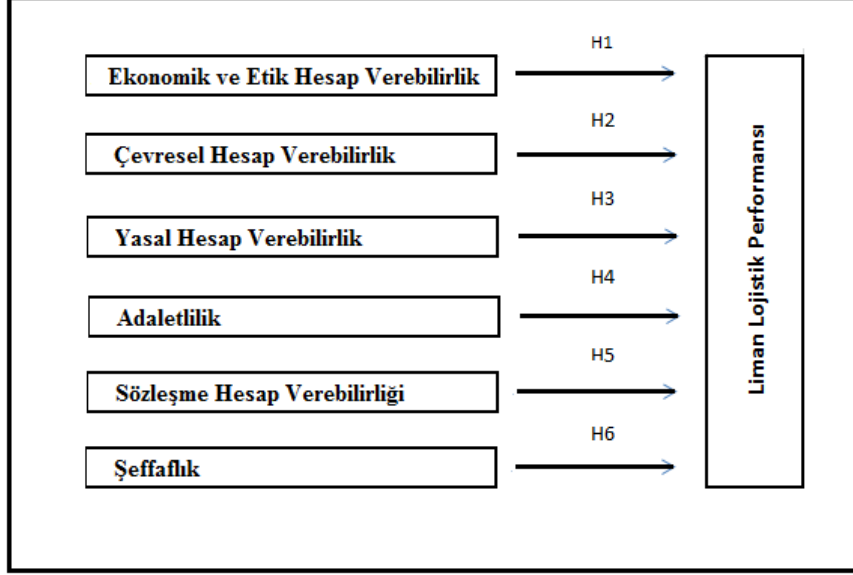 H1
Ekonomik ve Etik Hesap Verebilirlik
H2
Çevresel Hesap Verebilirlik
H3
Yasal Hesap Verebilirlik
H4
Adaletlilik
H5
Sözleşme Hesap Verebilirliği
H6
Şeffaflık
Liman Lojistik Performansı